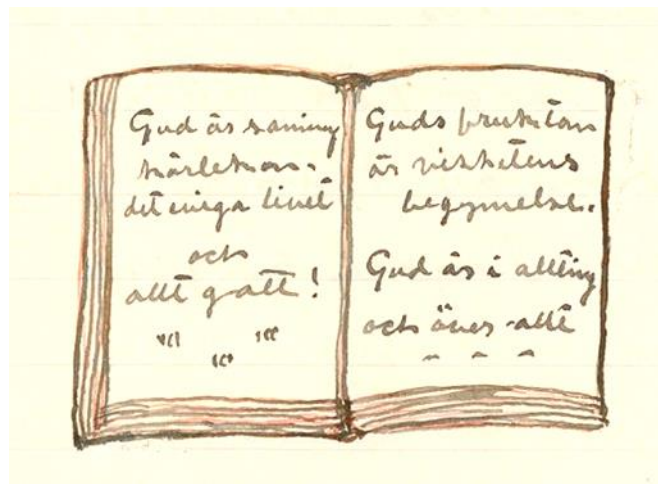 Gud är sanning
kärleken.
det eviga livet
och
allt gott!
Guds fruktan
är vishetens
begynnelse.
Gud är i allting
och över allt